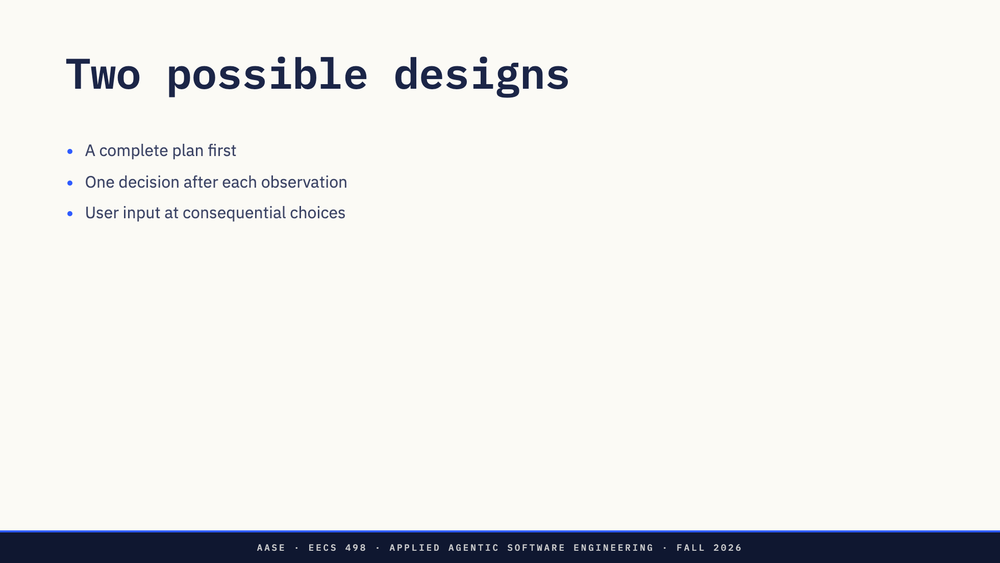 Two possible designs
• A complete plan first
• One decision after each observation
• User input at consequential choices
AASE · EECS 498 · APPLIED AGENTIC SOFTWARE ENGINEERING · FALL 2026